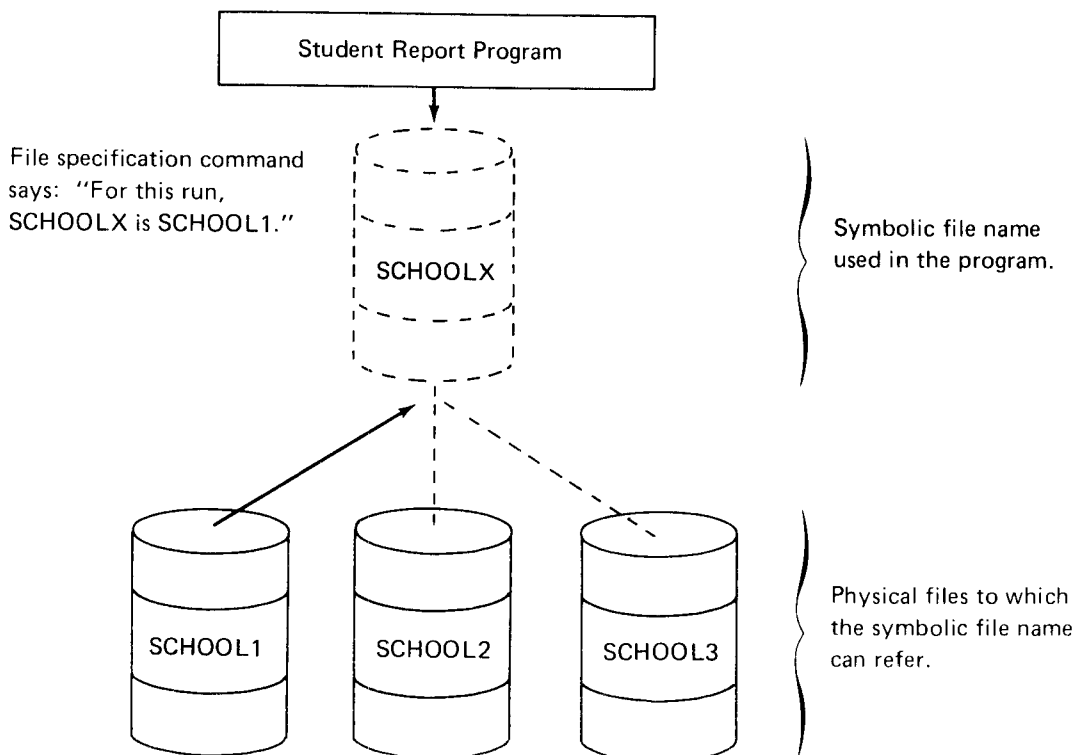 Student Report Program
File specification command
says: "For this run,
SCHOOLX is SCHOOL1."
SCHOOLX
Symbolic file name
used in the program.
SCHOOL1
SCHOOL2
SCHOOL3
Physical files to which
the symbolic file name
can refer.